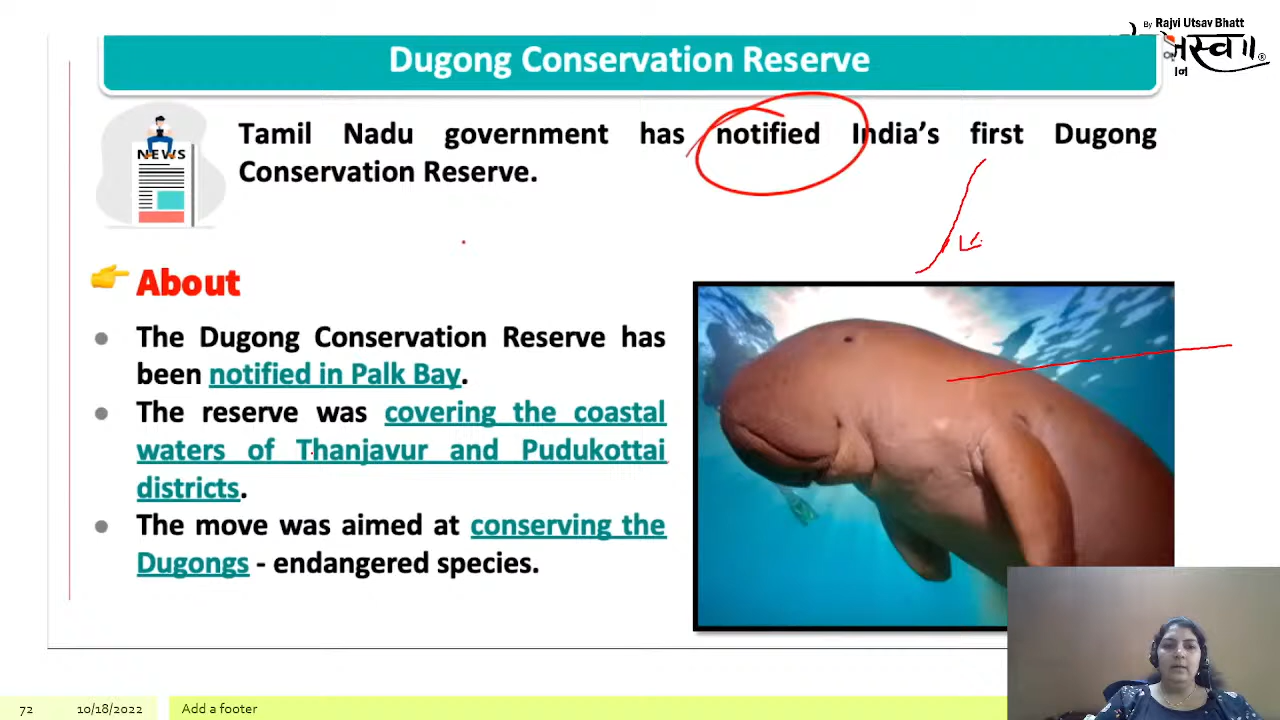 By Rajvi Utsav Bhatt
Dugong Conservation Reserve
NEWS
Tamil Nadu government has notified India’s first Dugong
Conservation Reserve.
About
The Dugong Conservation Reserve has
been notified in Palk Bay.
The reserve was covering the coastal
waters of Thanjavur and Pudukottai
districts.
The move was aimed at conserving the
Dugongs - endangered species.
72 10/18/2022 Add a footer